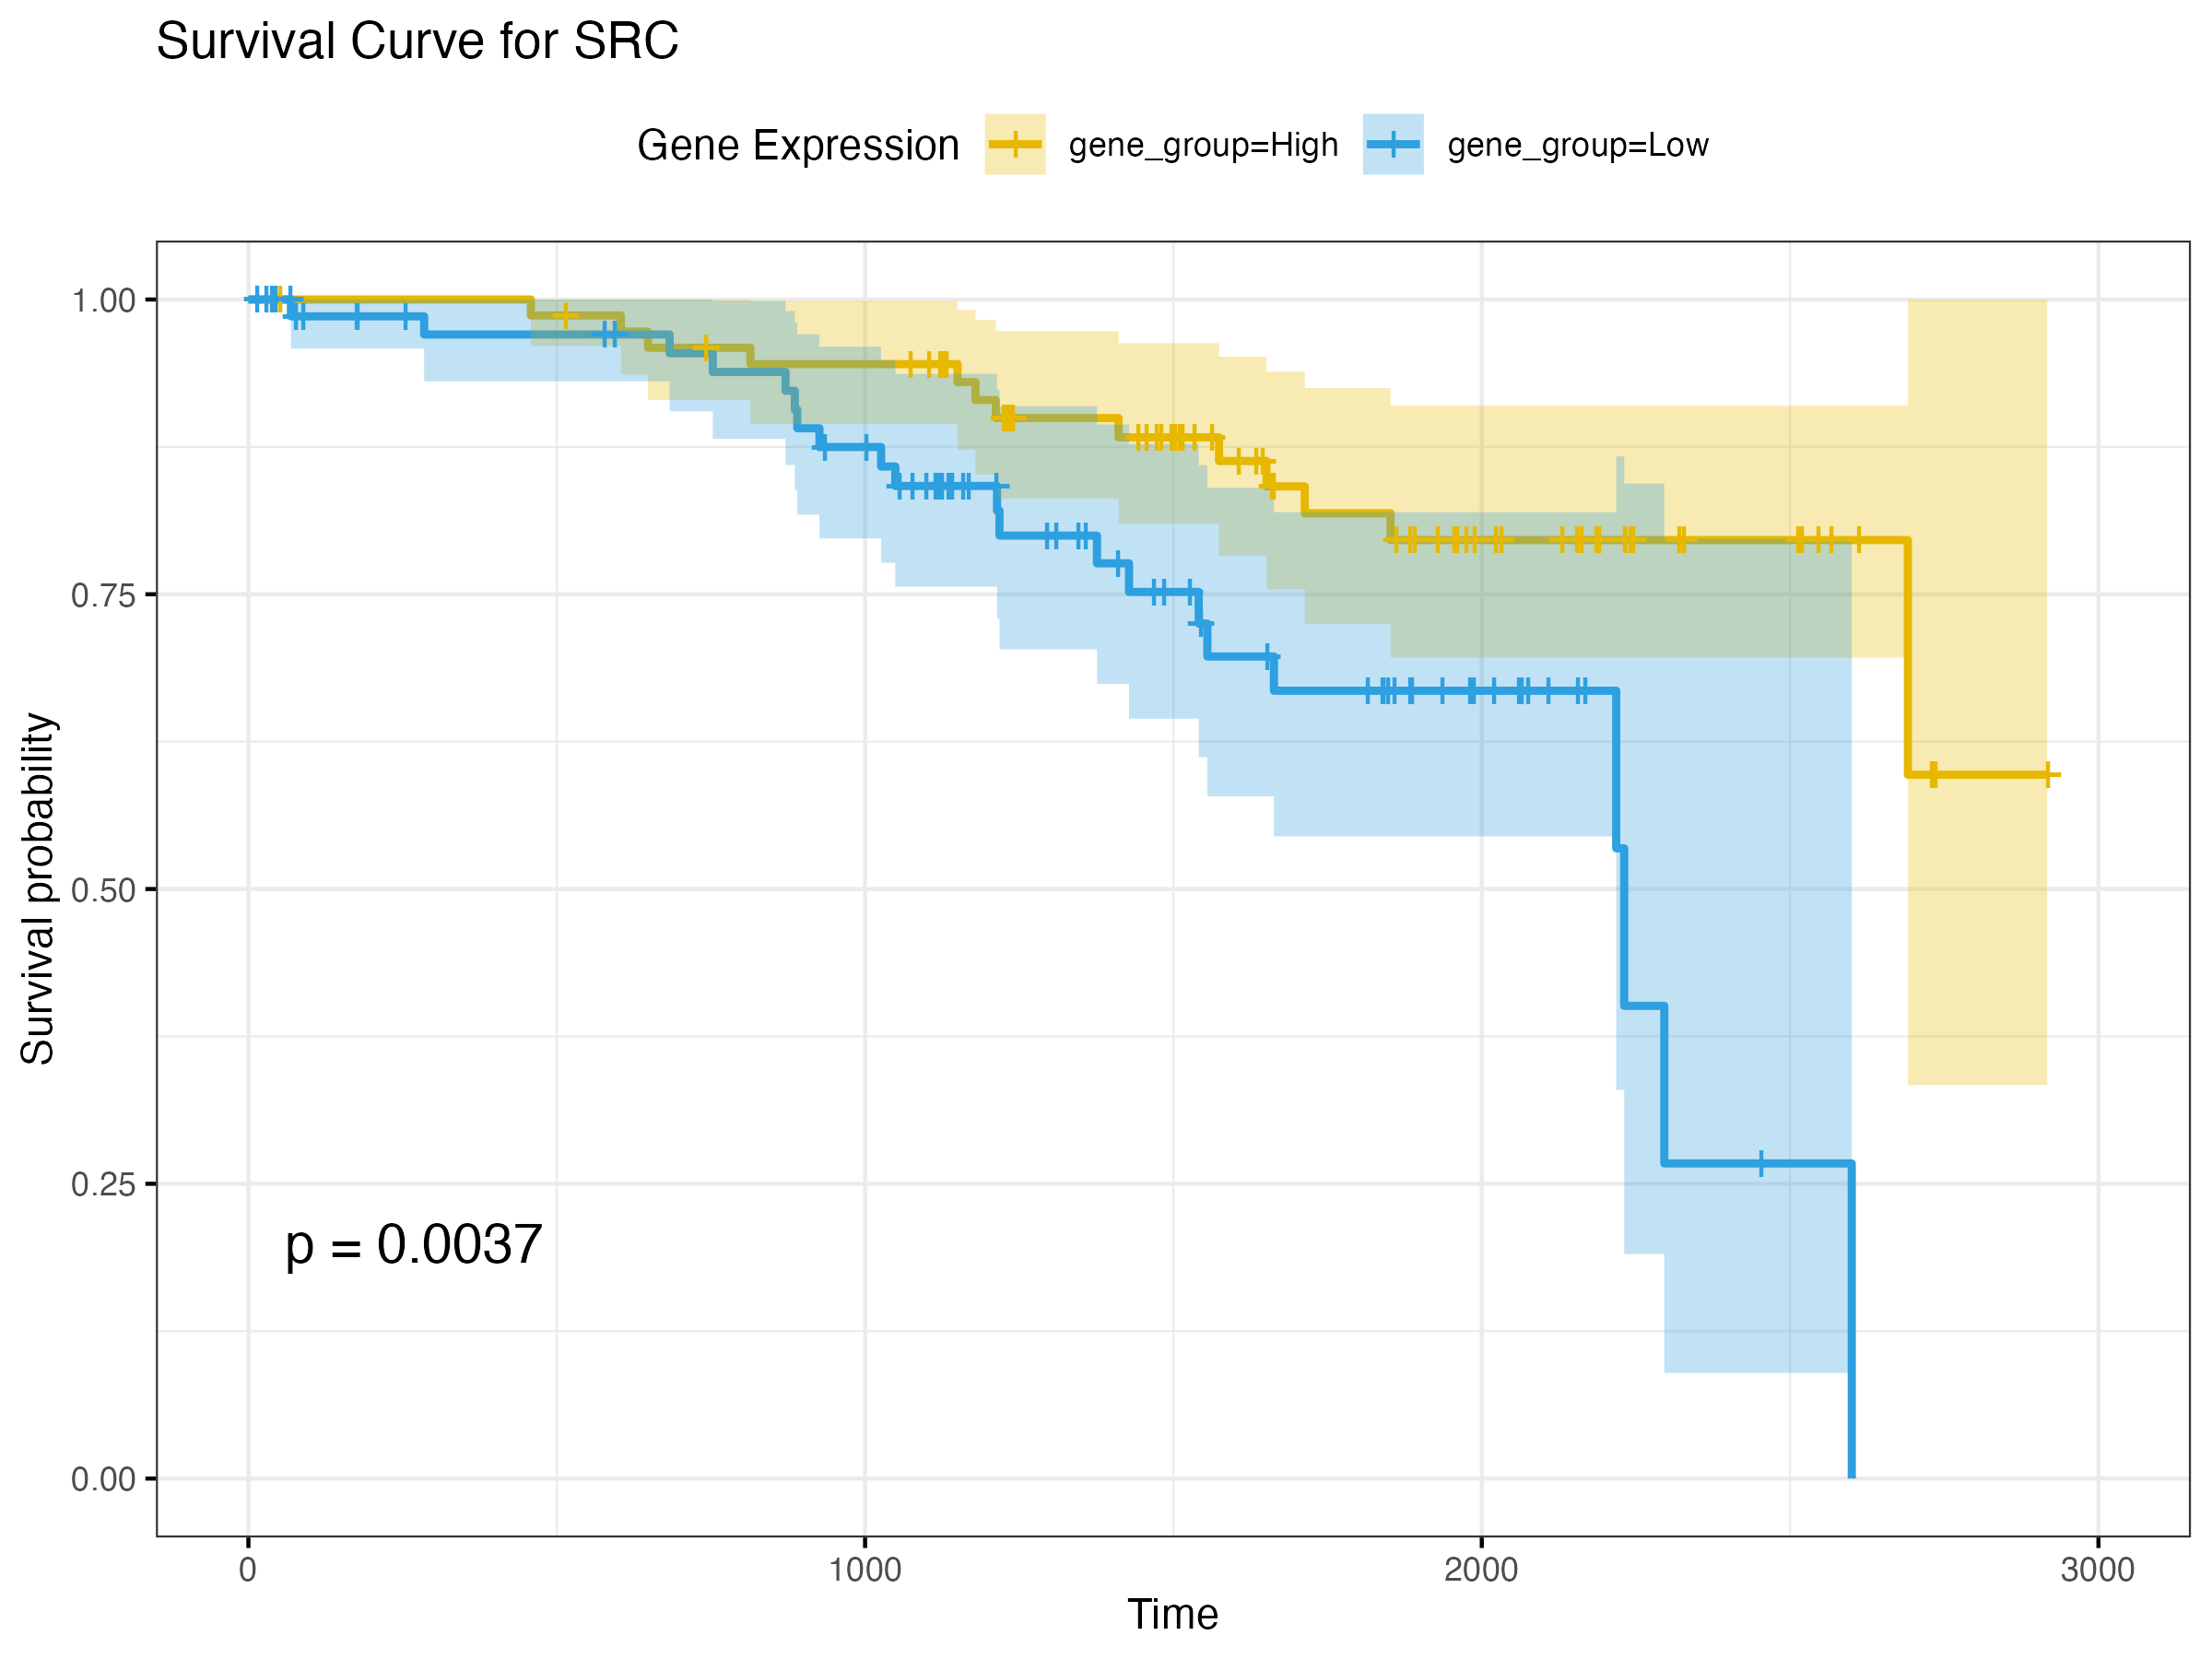 Survival Curve for SRC
Gene Expression gene_group=High gene_group=Low
Survival probability
1.00
0.75
0.50
0.25
0.00
p = 0.0037
0 1000 2000 3000
Time